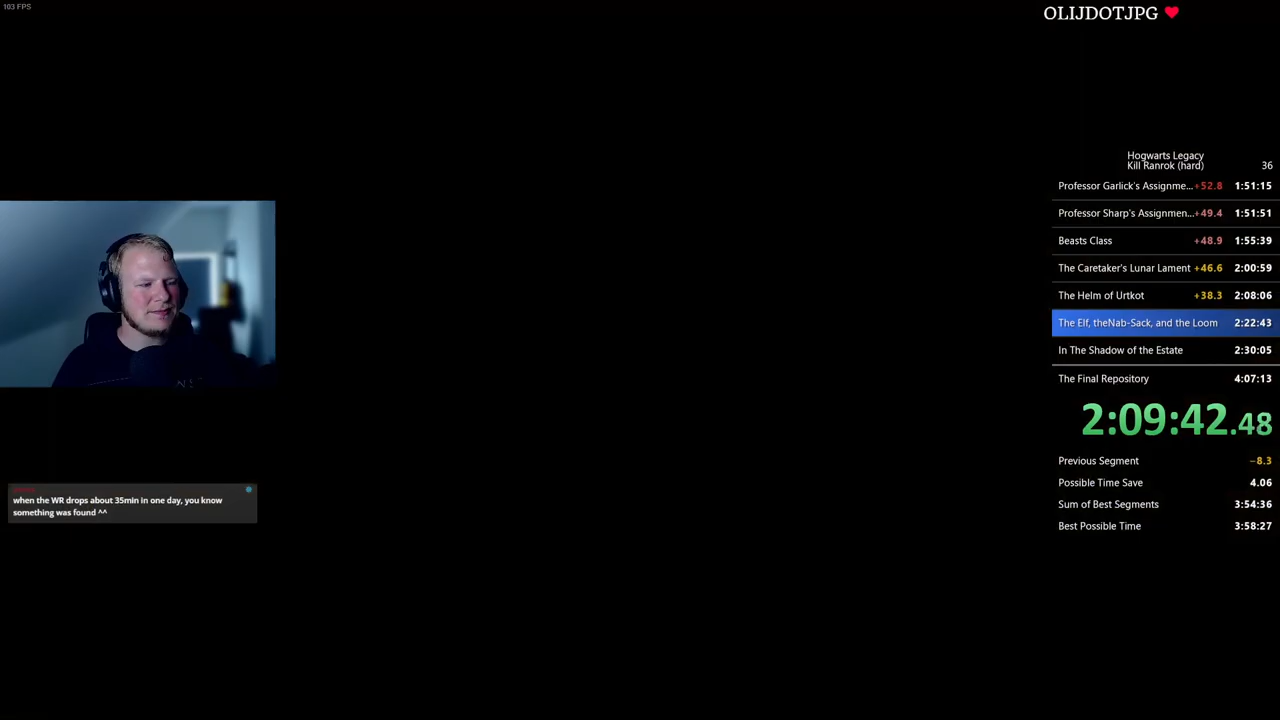 103 FPS
OLIJDOTJPG ❤
Hogwarts Legacy
Kill Ranrok (hard) 36
Professor Garlick's Assignme... +52.8 1:51:15
Professor Sharp's Assignmen... +49.4 1:51:51
Beasts Class +48.9 1:55:39
The Caretaker's Lunar Lament +46.6 2:00:59
The Helm of Urtkot +38.3 2:08:06
The Elf, theNab-Sack, and the Loom 2:22:43
In The Shadow of the Estate 2:30:05
The Final Repository 4:07:13
2:09:42.48
Previous Segment −8.3
Possible Time Save 4.06
Sum of Best Segments 3:54:36
Best Possible Time 3:58:27
when the WR drops about 35min in one day, you know
something was found ^^